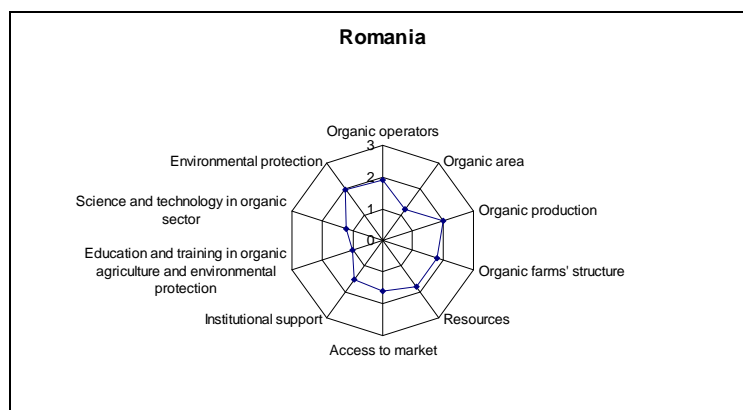 Romania
Organic operators
3
Environmental protection
Organic area
2
Science and technology in organic
sector
Organic production
1
0
Education and training in organic
agriculture and environmental
protection
Organic farms' structure
Institutional support
Resources
Access to market